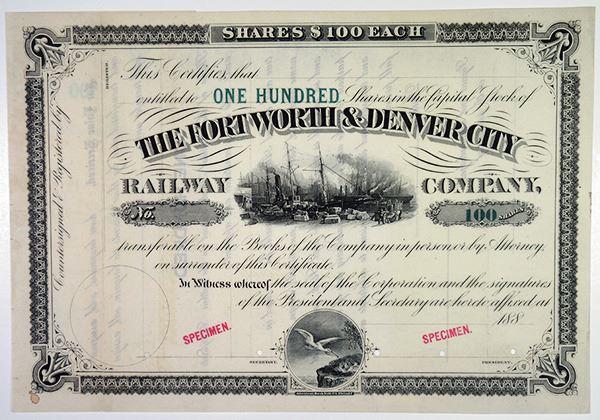 SHARES $100 EACH
This Certifies, that
entitled to ONE HUNDRED Shares in the Capital Stock of
THE FORT WORTH & DENVER CITY
RAILWAY COMPANY,
No. 100 SHARES
transferable on the Books of the Company in person or by Attorney
on surrender of this Certificate.
In Witness whereof the seal of the Corporation and the signatures
of the President and Secretary are hereto affixed at
188
SPECIMEN. SPECIMEN.
SECRETARY. PRESIDENT.
Countersigned & Registered by
REGISTRAR.